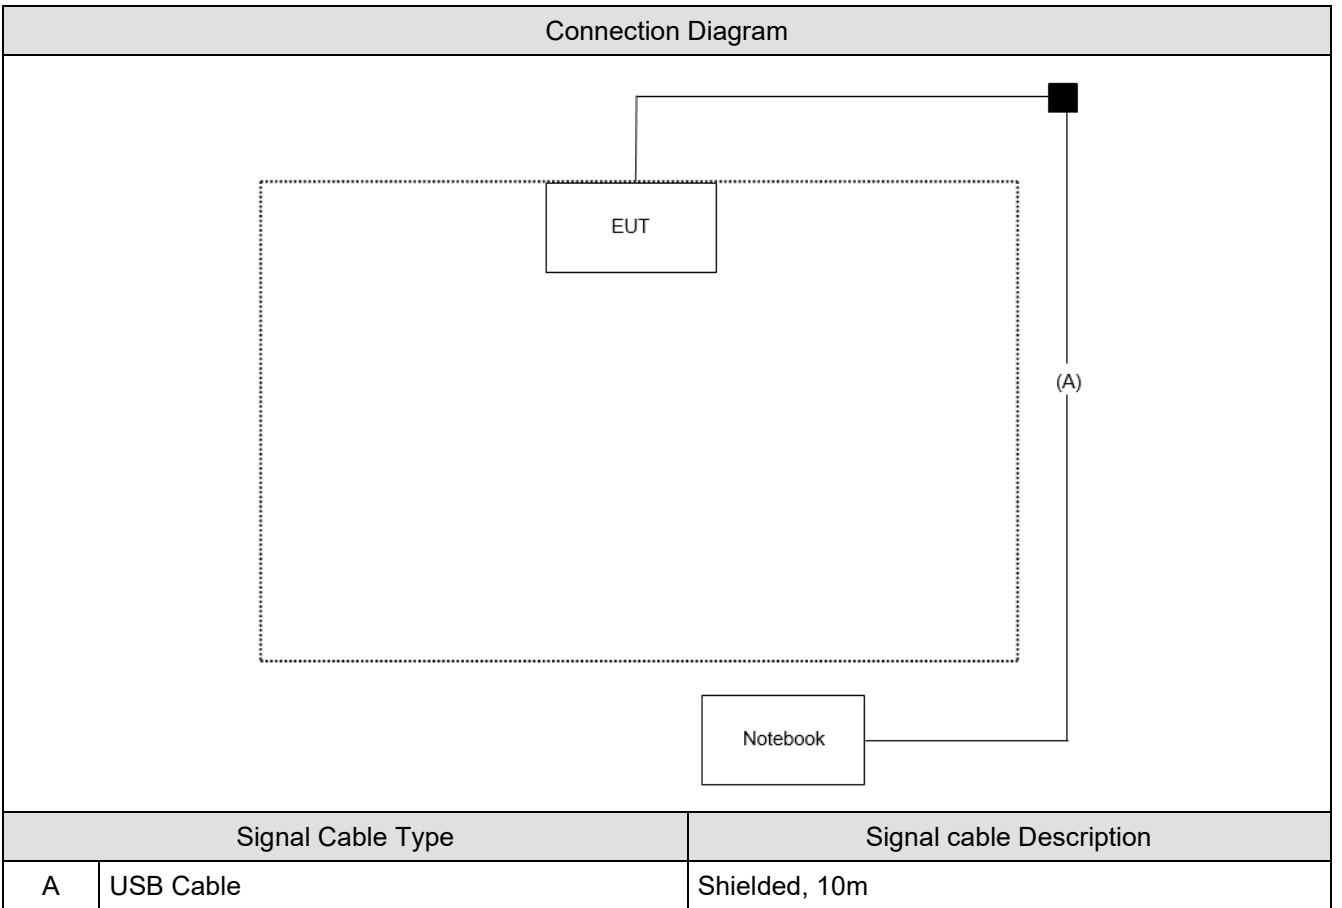 Connection Diagram
EUT
(A)
Notebook
Signal Cable Type Signal cable Description
A USB Cable Shielded, 10m